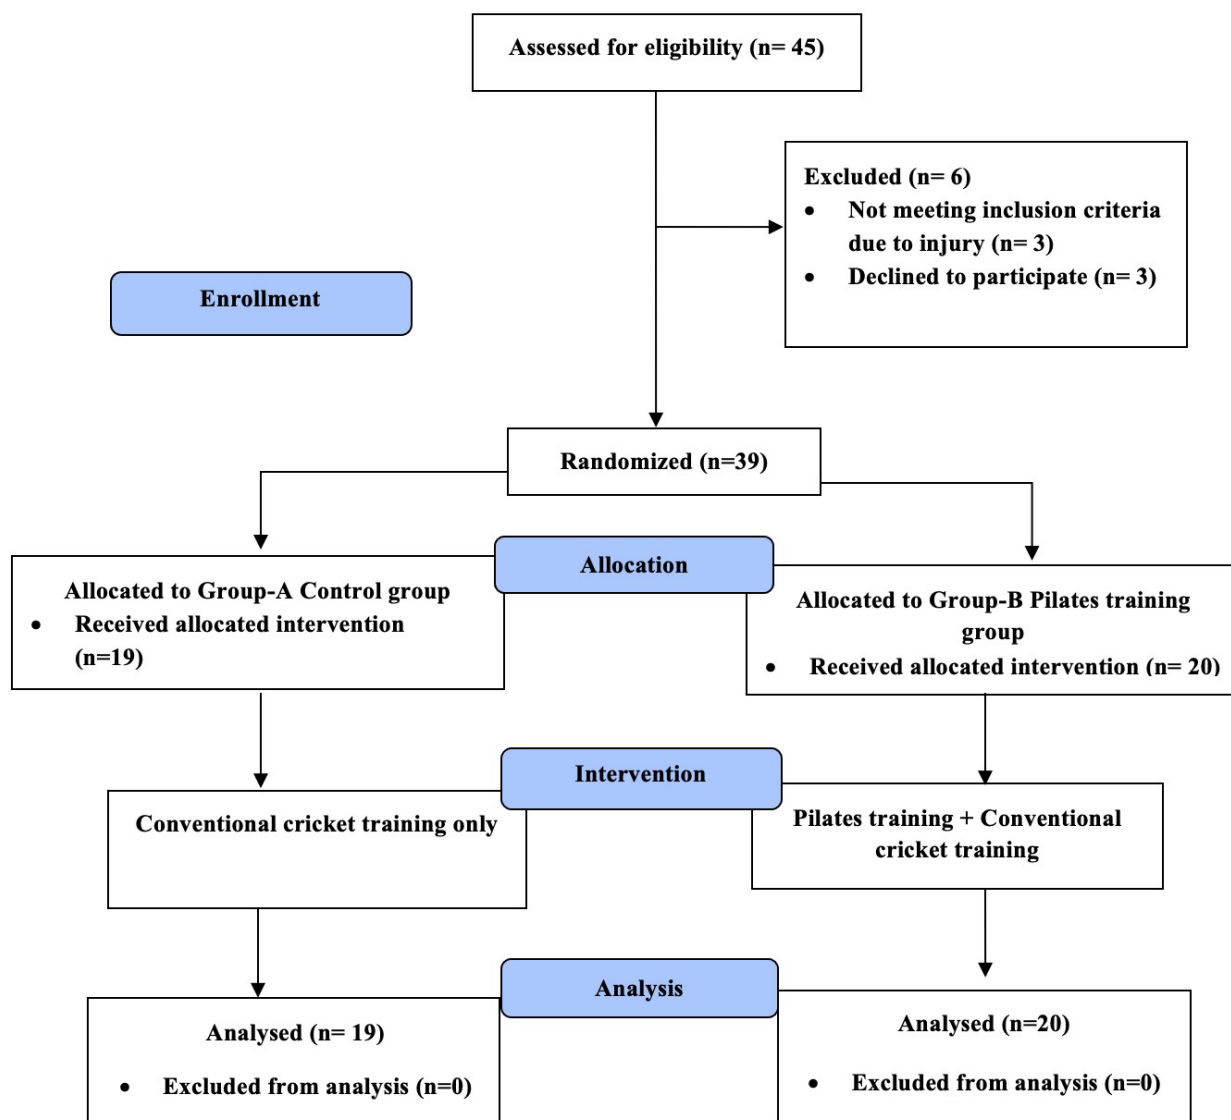 Assessed for eligibility (n= 45)
Excluded (n= 6)
• Not meeting inclusion criteria
due to injury (n= 3)
• Declined to participate (n= 3)
Enrollment
Randomized (n=39)
Allocation
Allocated to Group-A Control group
• Received allocated intervention
(n=19)
Allocated to Group-B Pilates training
group
• Received allocated intervention (n= 20)
Intervention
Conventional cricket training only
Pilates training + Conventional
cricket training
Analysis
Analysed (n= 19)
• Excluded from analysis (n=0)
Analysed (n=20)
• Excluded from analysis (n=0)